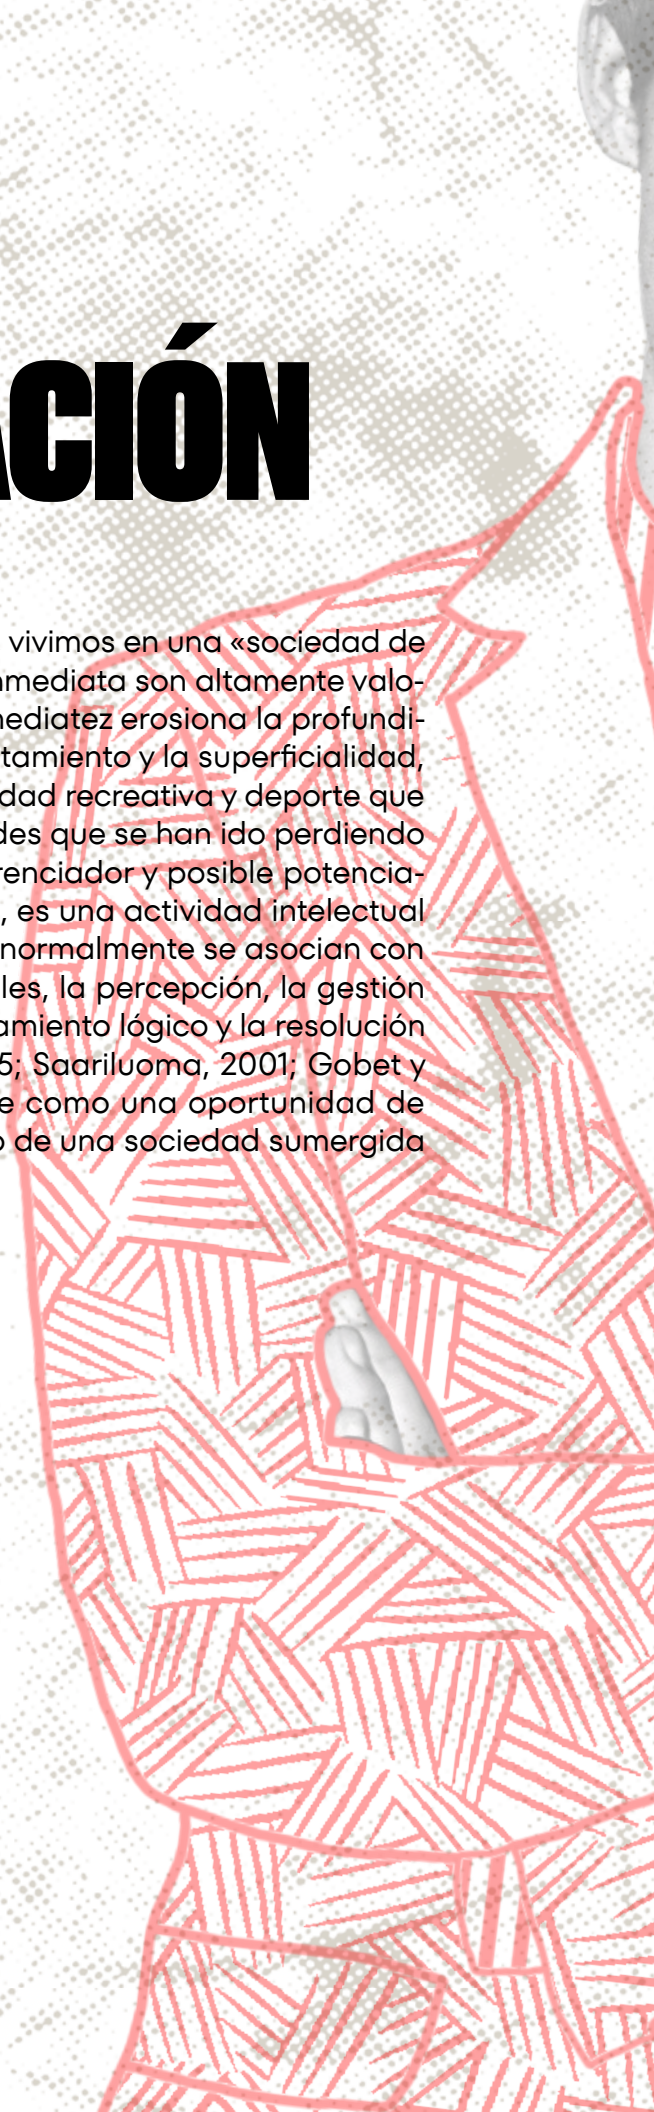 ACIÓN
vivimos en una «sociedad de
nmediata son altamente valo-
nediatez erosiona la profundi-
tamiento y la superficialidad,
dad recreativa y deporte que
des que se han ido perdiendo
renciador y posible potencia-
, es una actividad intelectual
normalmente se asocian con
les, la percepción, la gestión
amiento lógico y la resolución
5; Saariluoma, 2001; Gobet y
e como una oportunidad de
o de una sociedad sumergida